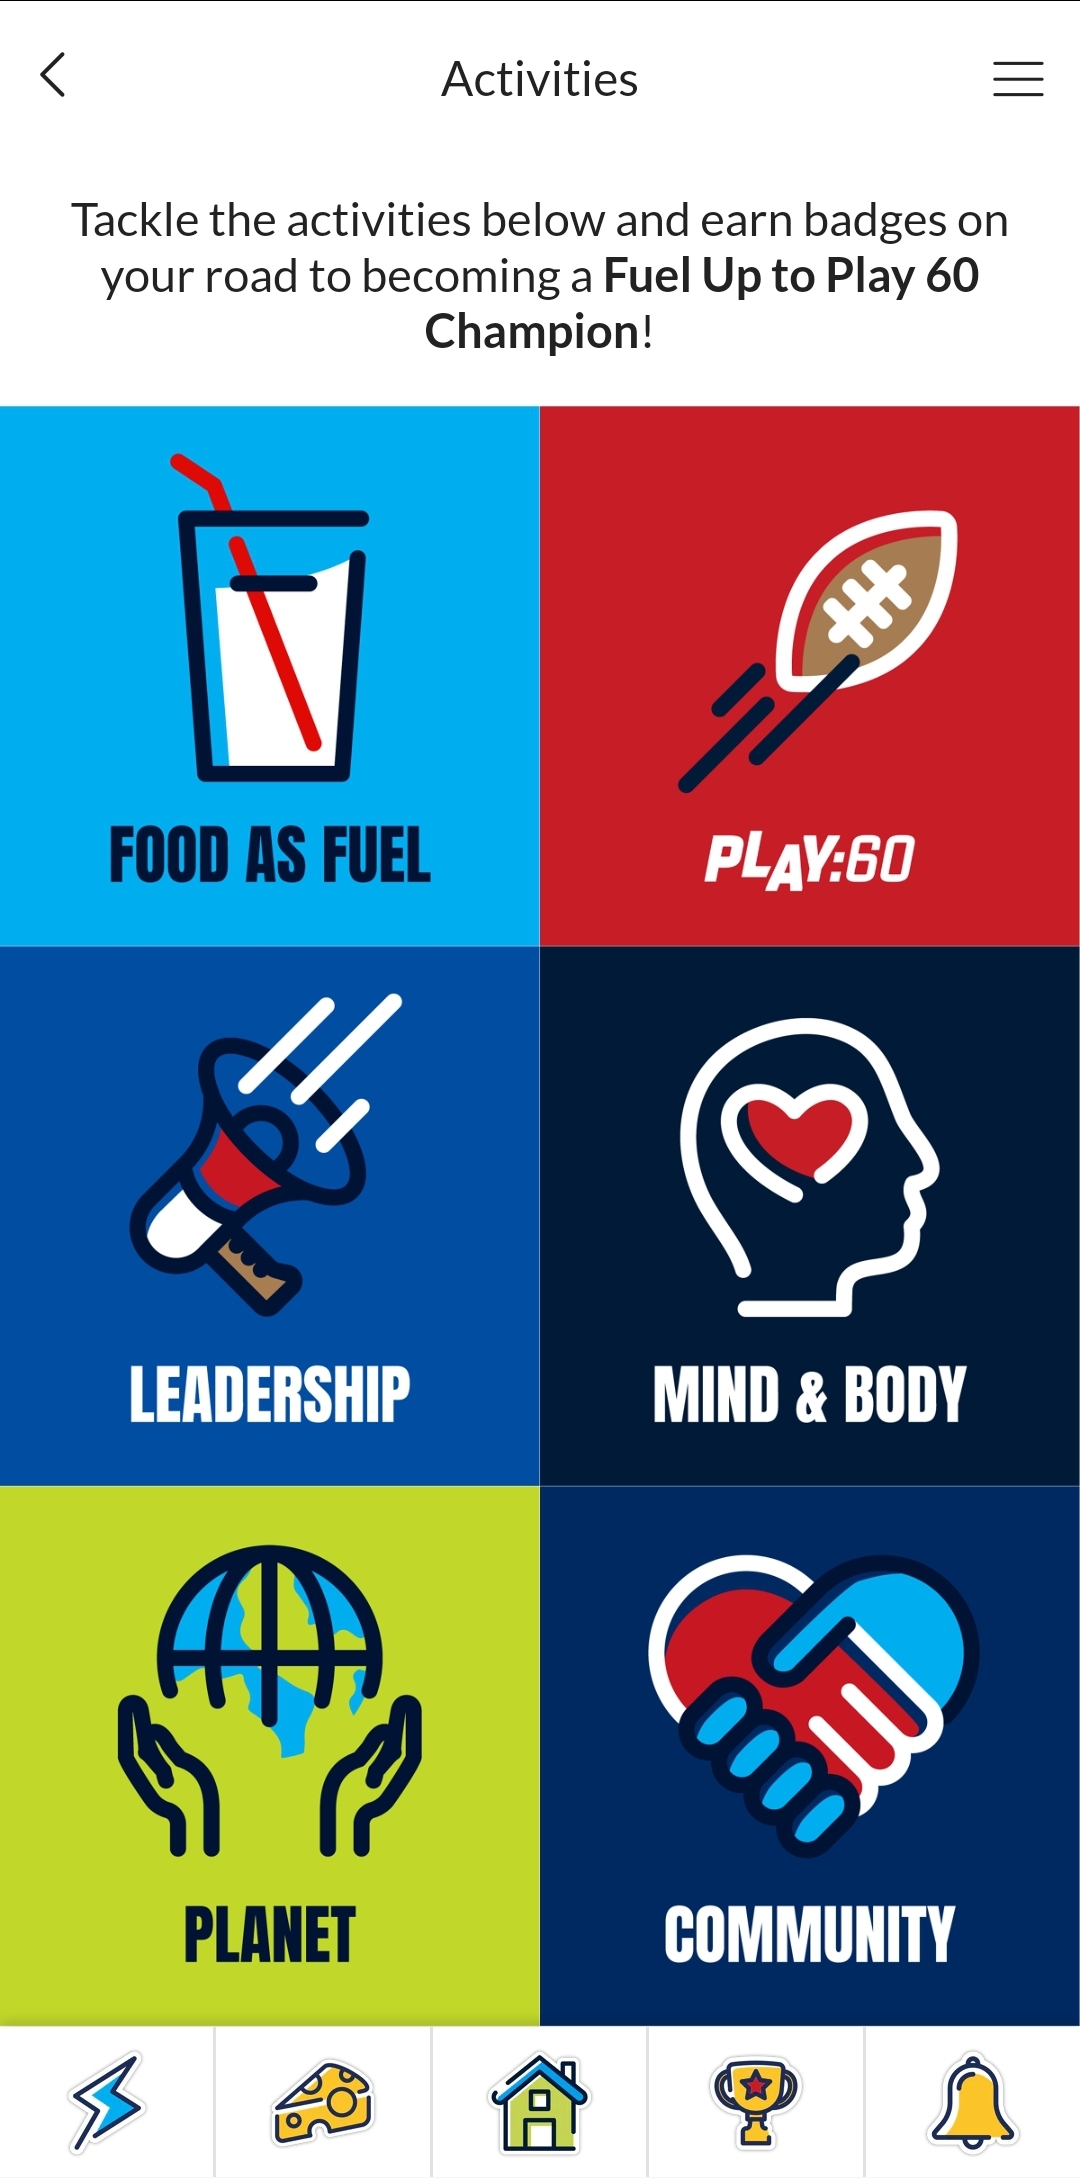 Activities
Tackle the activities below and earn badges on
your road to becoming a Fuel Up to Play 60
Champion!
FOOD AS FUEL
PLAY:60
LEADERSHIP
MIND & BODY
PLANET
COMMUNITY